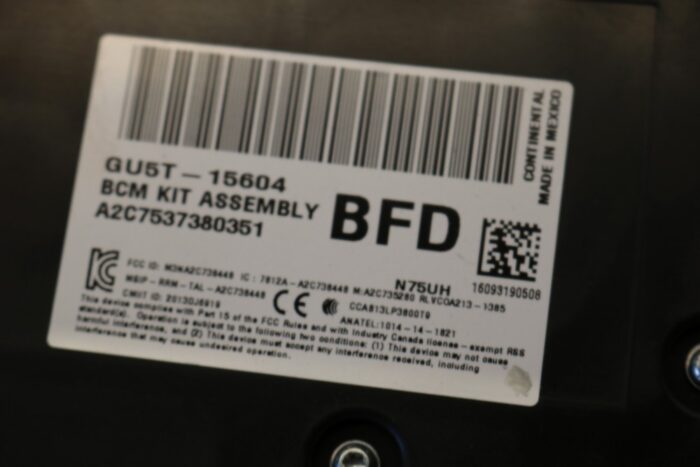 CONTINENTAL
MADE IN MEXICO
GU5T-15604
BCM KIT ASSEMBLY
A2C7537380351
BFD
N75UH
16093190508
FCC ID: M3NA2C738448 IC: 7812A-A2C738448 M:A2C735280 RLVCOA213-1385
MSIP-RRM-TAL-A2C738448
CE
CCAB13LP3800T9
CMIIT ID: 2013DJ6919
ANATEL:1014-14-1821
This device complies with Part 15 of the FCC Rules and with Industry Canada license - exempt RSS
standard(s). Operation is subject to the following two conditions: (1) This device may not cause
harmful interference, and (2) This device must accept any interference received, including
interference that may cause undesired operation.